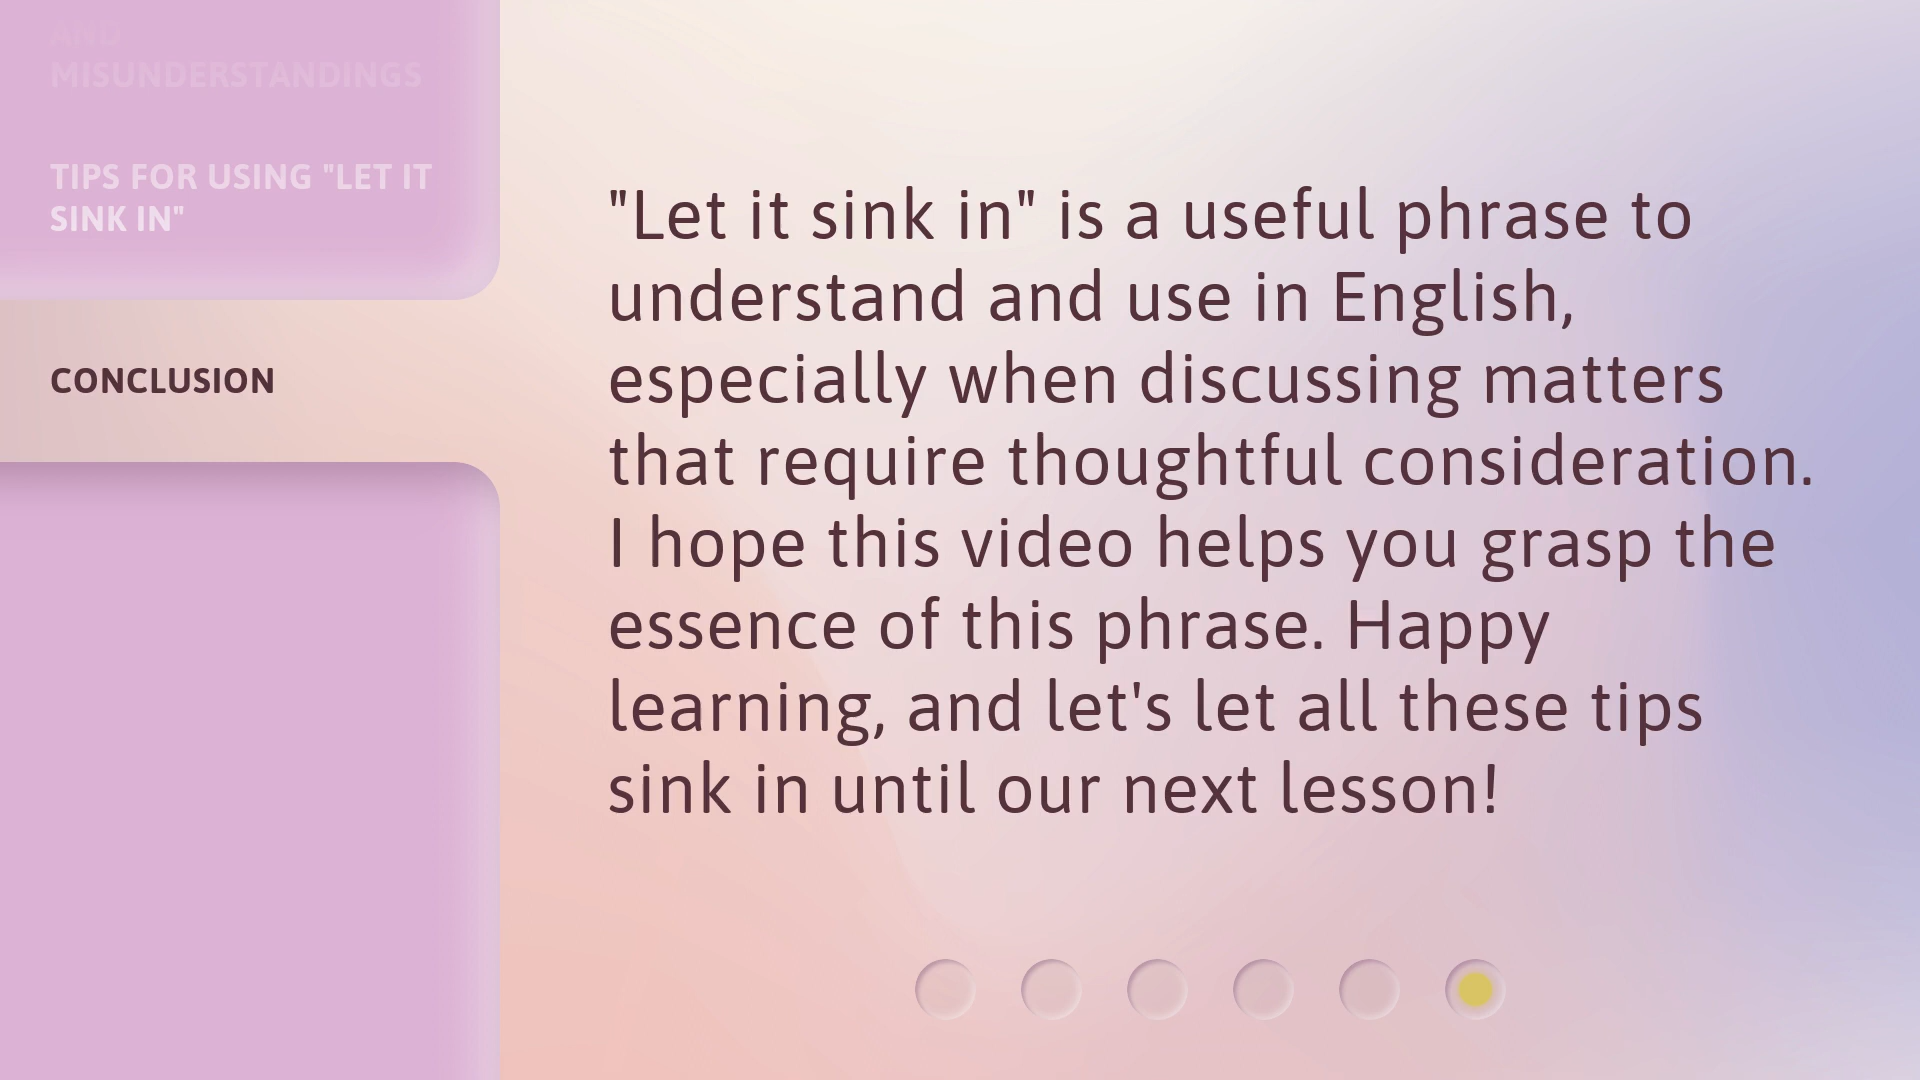 AND
MISUNDERSTANDINGS
TIPS FOR USING "LET IT
SINK IN"
CONCLUSION
"Let it sink in" is a useful phrase to
understand and use in English,
especially when discussing matters
that require thoughtful consideration.
I hope this video helps you grasp the
essence of this phrase. Happy
learning, and let's let all these tips
sink in until our next lesson!